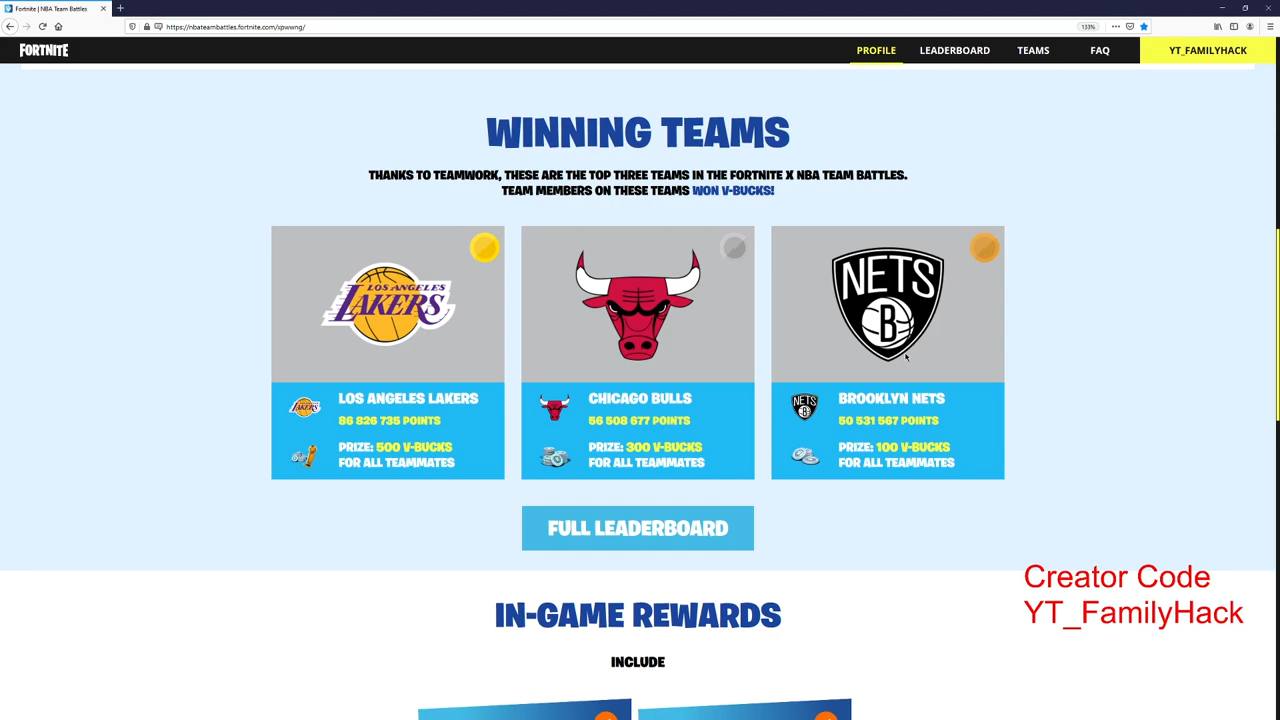 Fortnite | NBA Team Battles
https://nbateambattles.fortnite.com/xpwwng/
133%
FORTNITE
PROFILE
LEADERBOARD
TEAMS
FAQ
YT_FAMILYHACK
WINNING TEAMS
THANKS TO TEAMWORK, THESE ARE THE TOP THREE TEAMS IN THE FORTNITE X NBA TEAM BATTLES.
TEAM MEMBERS ON THESE TEAMS WON V-BUCKS!
LOS ANGELES
LAKERS
NETS
B
LOS ANGELES LAKERS
86 826 735 POINTS
PRIZE: 500 V-BUCKS
FOR ALL TEAMMATES
CHICAGO BULLS
56 508 677 POINTS
PRIZE: 300 V-BUCKS
FOR ALL TEAMMATES
NETS
B
BROOKLYN NETS
50 531 567 POINTS
PRIZE: 100 V-BUCKS
FOR ALL TEAMMATES
FULL LEADERBOARD
Creator Code
YT_FamilyHack
IN-GAME REWARDS
INCLUDE